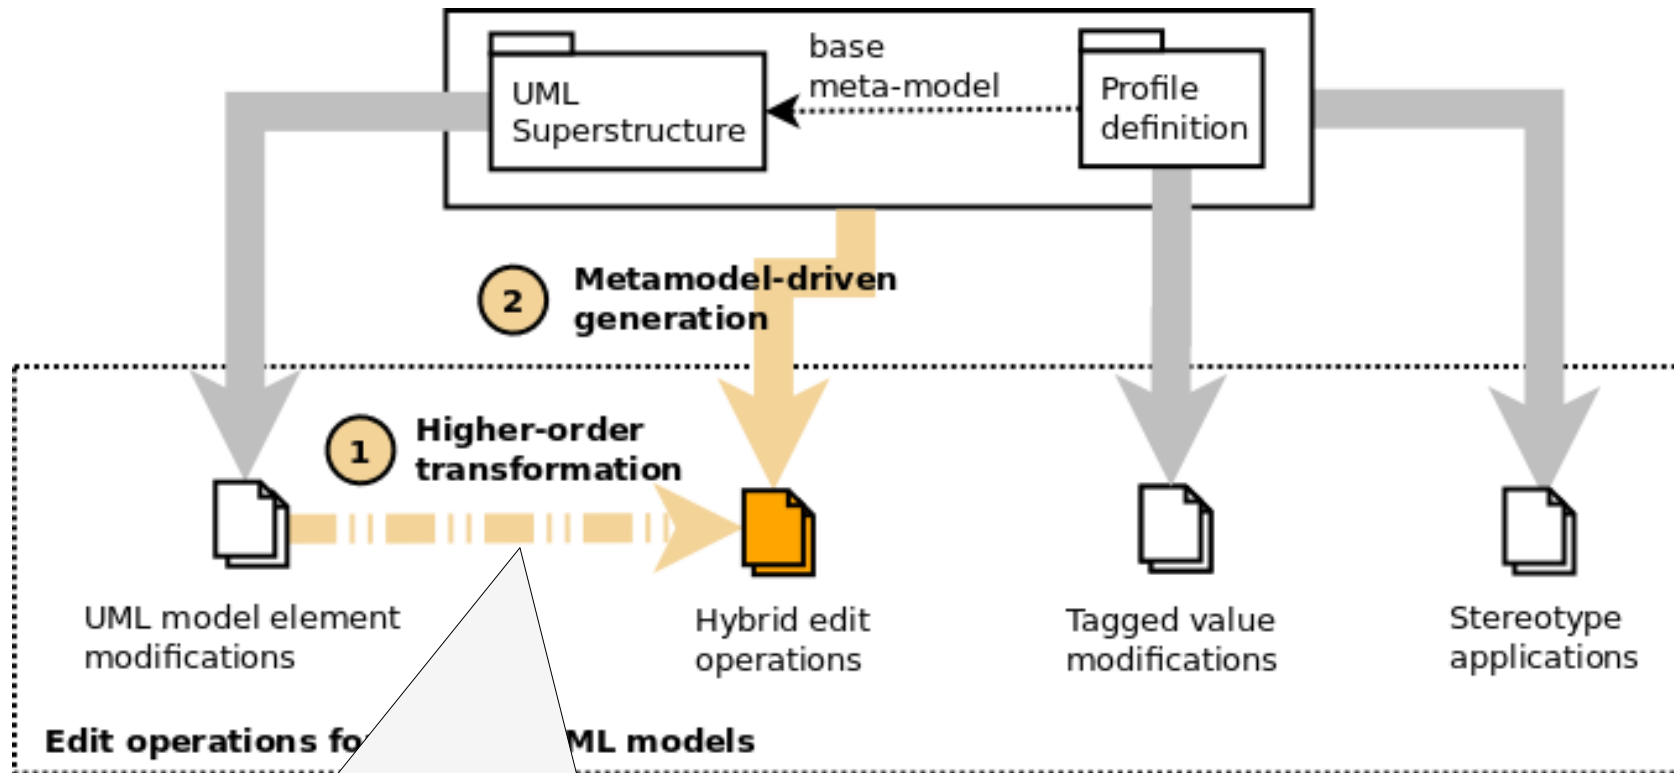 UML
Superstructure
base
meta-model
Profile
definition
2
Metamodel-driven
generation
1
Higher-order
transformation
UML model element
modifications
Hybrid edit
operations
Tagged value
modifications
Stereotype
applications
Edit operations fo ML models